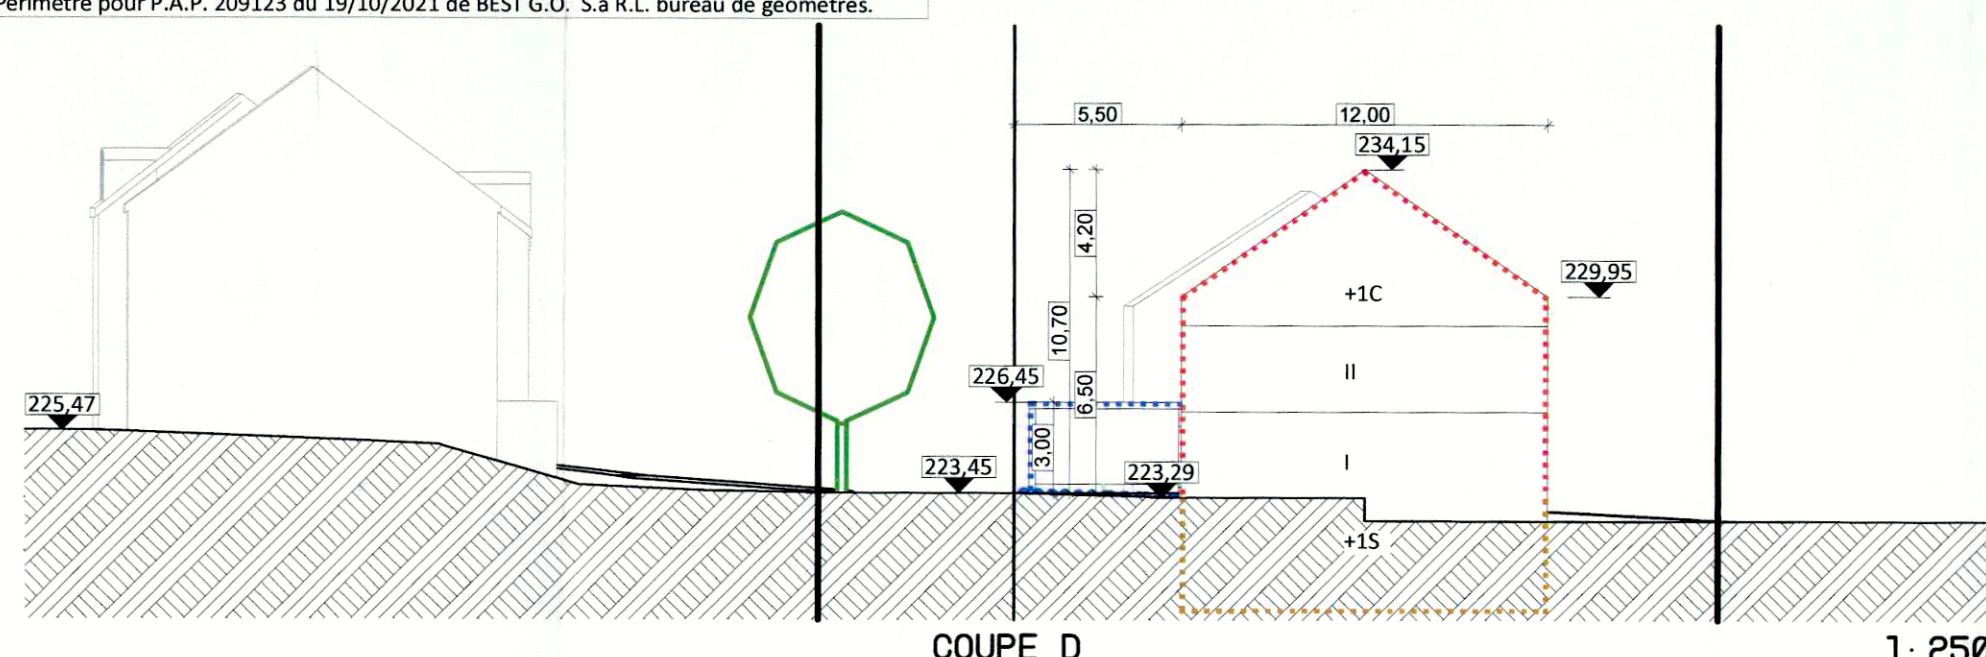 Périmètre pour P.A.P. 209123 du 19/10/2021 de BEST G.O. S.à R.L. bureau de géomètres.
5,50
12,00
234,15
4,20
229,95
+1C
10,70
226,45
6,50
II
225,47
3,00
223,45
223,29
I
+1S
COUPE D
1:250